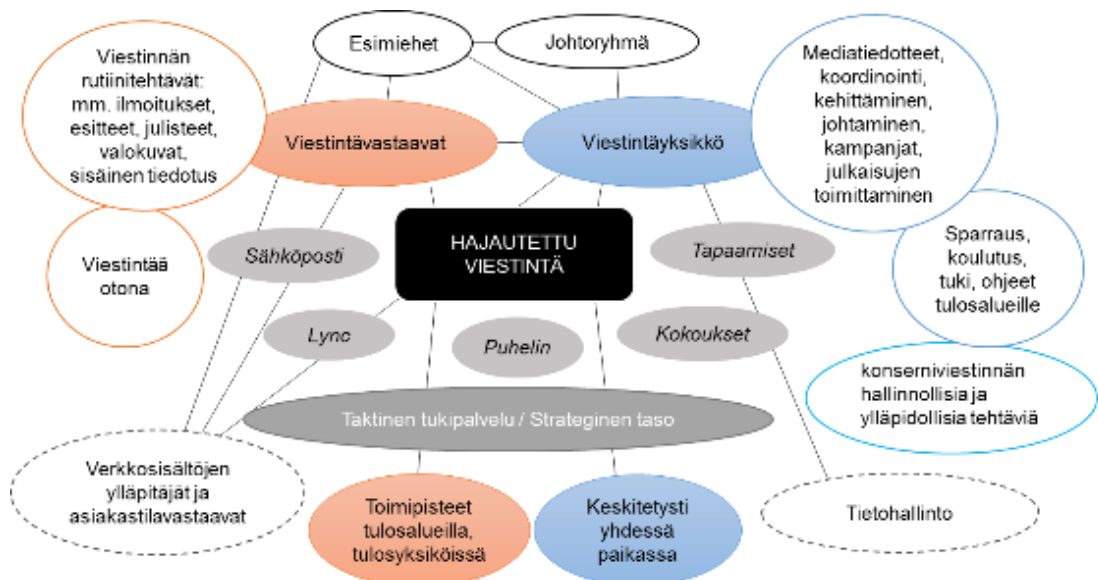 Esimiehet
Johtoryhmä
Viestinnän
rutiinitehtävät:
mm. ilmoitukset,
esitteet, julisteet,
valokuvat,
sisäinen tiedotus
Viestintävastaavat
Viestintäyksikkö
Mediatiedotteet,
koordinointi,
kehittäminen,
johtaminen,
kampanjat,
julkaisujen
toimittaminen
Viestintää
otona
Sähköposti
HAJAUTETTU
VIESTINTÄ
Tapaamiset
Sparraus,
koulutus,
tuki, ohjeet
tulosalueille
Lync
Puhelin
Kokoukset
konserniviestinnän
hallinnollisia ja
ylläpidollisia tehtäviä
Taktinen tukipalvelu / Strateginen taso
Verkkosisältöjen
ylläpitäjät ja
asiakastilavastaavat
Toimipisteet
tulosalueilla,
tulosyksiköissä
Keskitetysti
yhdessä
paikassa
Tietohallinto